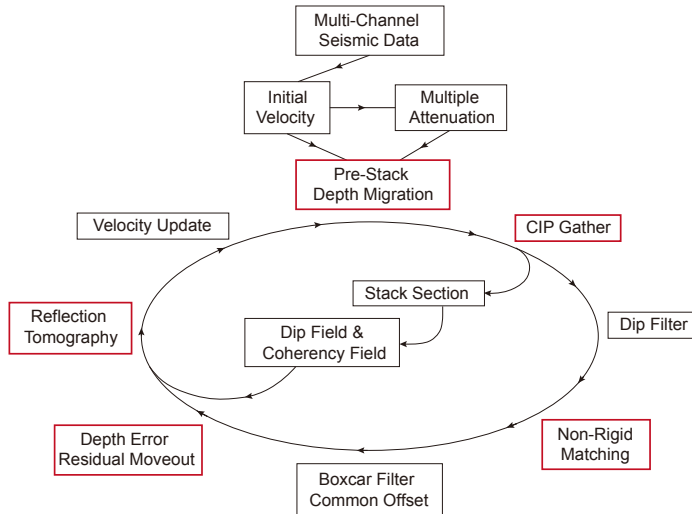 Multi-Channel
Seismic Data
Initial
Velocity
Multiple
Attenuation
Pre-Stack
Depth Migration
Velocity Update
CIP Gather
Stack Section
Reflection
Tomography
Dip Field &
Coherency Field
Dip Filter
Depth Error
Residual Moveout
Non-Rigid
Matching
Boxcar Filter
Common Offset